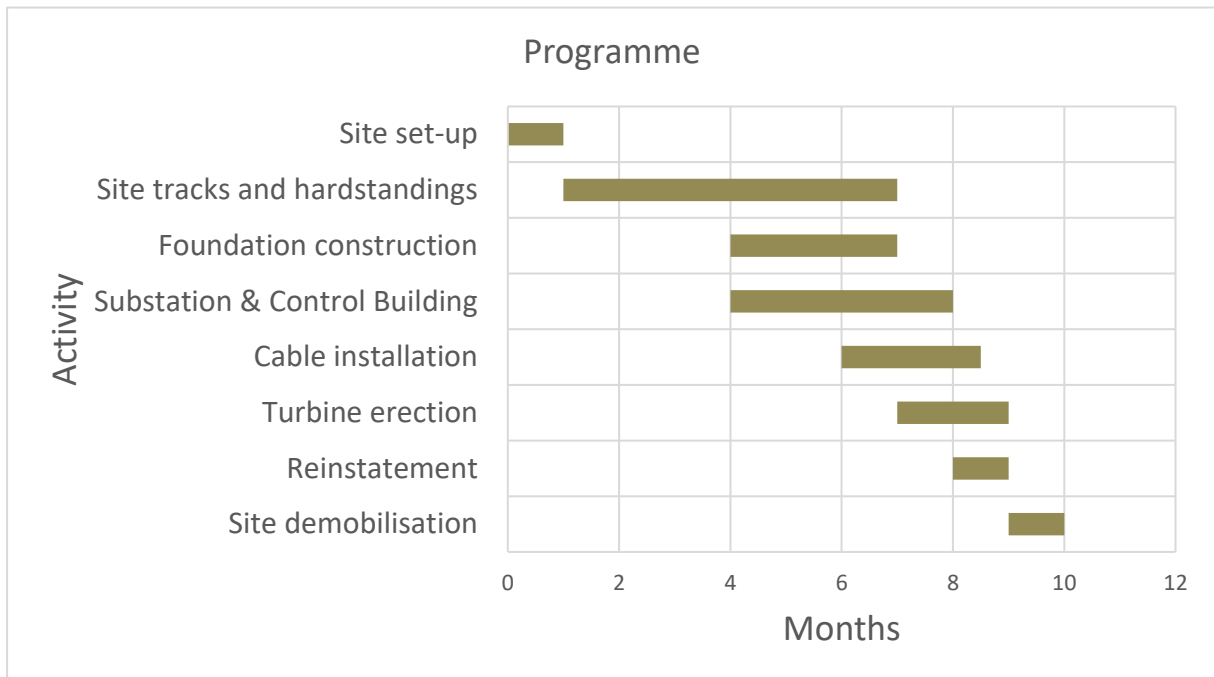 Programme
Activity
Site set-up
Site tracks and hardstandings
Foundation construction
Substation & Control Building
Cable installation
Turbine erection
Reinstatement
Site demobilisation
0 2 4 6 8 10 12
Months